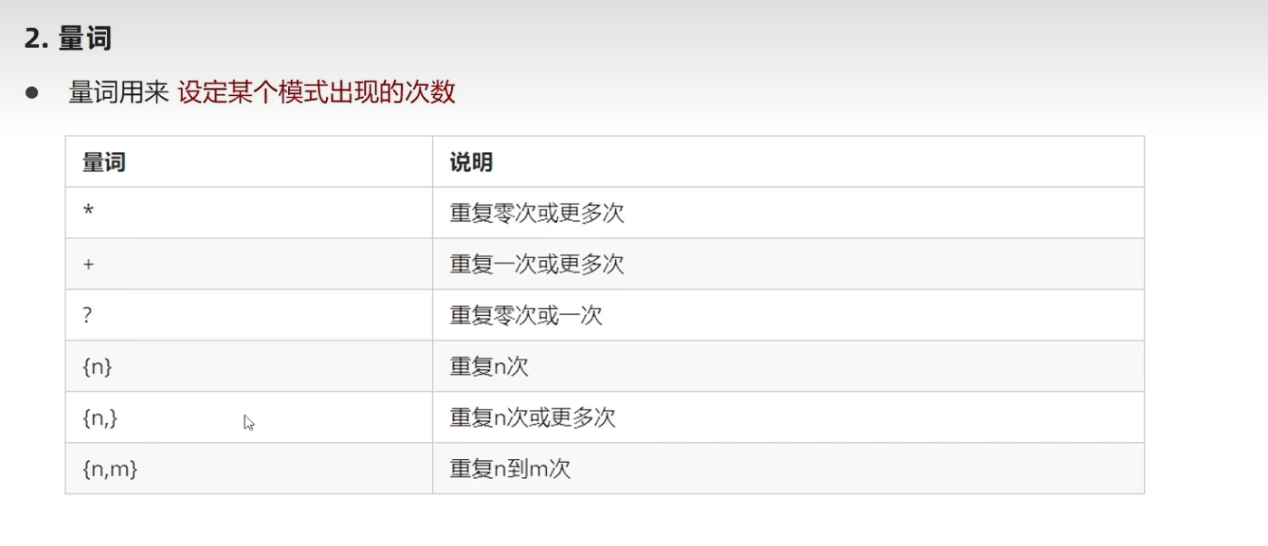 2. 量词
● 量词用来 设定某个模式出现的次数
量词 说明
* 重复零次或更多次
+ 重复一次或更多次
? 重复零次或一次
{n} 重复n次
{n,} 重复n次或更多次
{n,m} 重复n到m次